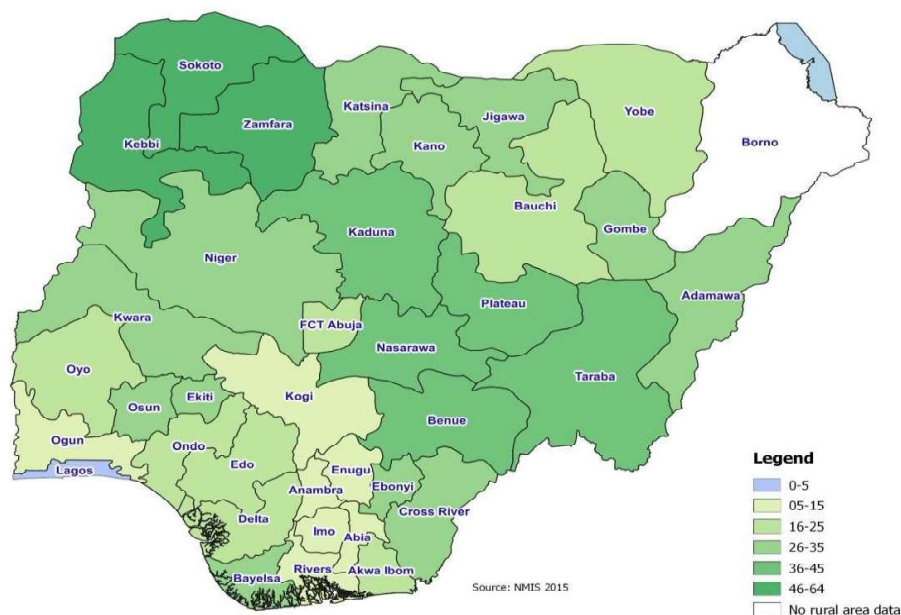 Sokoto
Katsina
Jigawa
Yobe
Zamfara
Kebbi
Kano
Borno
Bauchi
Gombe
Kaduna
Niger
Adamawa
Plateau
Kwara
FCT Abuja
Nasarawa
Oyo
Taraba
Kogi
Osun
Ekiti
Benue
Ogun
Ondo
Lagos
Edo
Enugu
Anambra
Ebonyi
Cross River
Delta
Imo
Abia
Rivers
Akwa Ibom
Bayelsa
Source: NMIS 2015
Legend
0-5
05-15
16-25
26-35
36-45
46-64
No rural area data